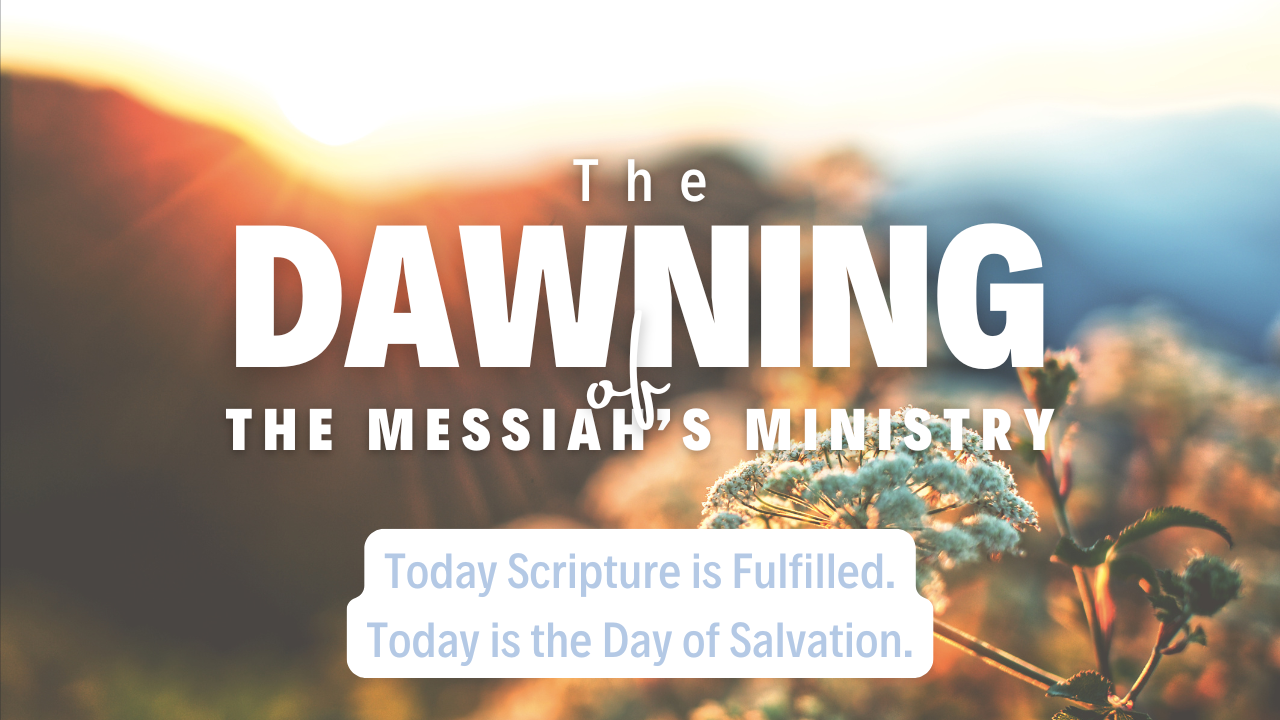 The
DAWNING
of
THE MESSIAH'S MINISTRY
Today Scripture is Fulfilled.
Today is the Day of Salvation.